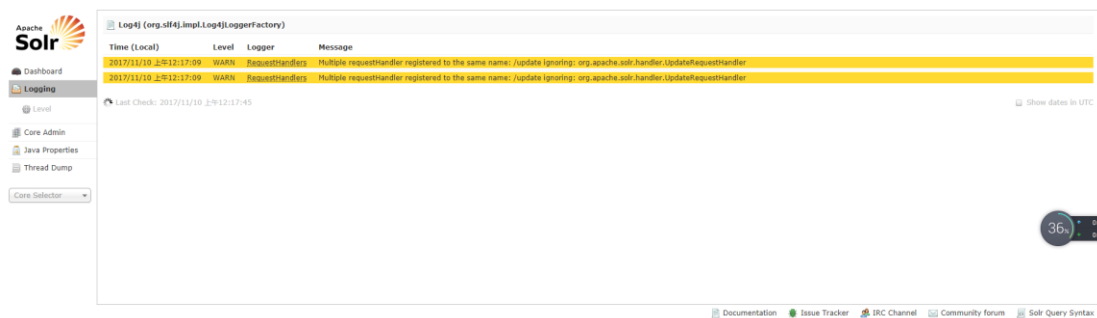 Apache
Solr
Dashboard
Logging
Level
Core Admin
Java Properties
Thread Dump
Core Selector
Log4j (org.slf4j.impl.Log4jLoggerFactory)
Time (Local) Level Logger Message
2017/11/10 上午12:17:09 WARN RequestHandlers Multiple requestHandler registered to the same name: /update ignoring: org.apache.solr.handler.UpdateRequestHandler
2017/11/10 上午12:17:09 WARN RequestHandlers Multiple requestHandler registered to the same name: /update ignoring: org.apache.solr.handler.UpdateRequestHandler
Last Check: 2017/11/10 上午12:17:45 Show dates in UTC
36%
Documentation Issue Tracker IRC Channel Community forum Solr Query Syntax